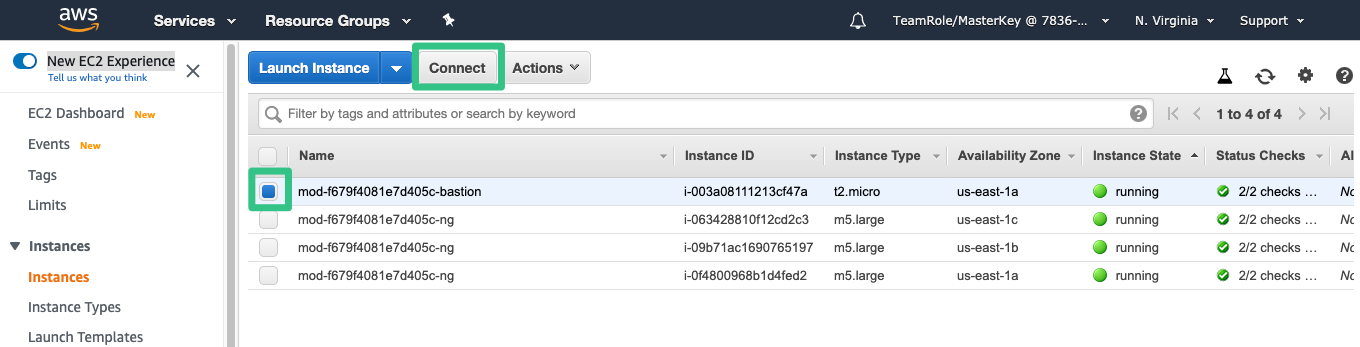 aws Services Resource Groups TeamRole/MasterKey @ 7836-... N. Virginia Support
New EC2 Experience
Tell us what you think
EC2 Dashboard New
Events New
Tags
Limits
Instances
Instances
Instance Types
Launch Templates
Launch Instance Connect Actions
Filter by tags and attributes or search by keyword 1 to 4 of 4
Name Instance ID Instance Type Availability Zone Instance State Status Checks Al
mod-f679f4081e7d405c-bastion i-003a08111213cf47a t2.micro us-east-1a running 2/2 checks ... No
mod-f679f4081e7d405c-ng i-063428810f12cd2c3 m5.large us-east-1c running 2/2 checks ... No
mod-f679f4081e7d405c-ng i-09b71ac1690765197 m5.large us-east-1b running 2/2 checks ... No
mod-f679f4081e7d405c-ng i-0f4800968b1d4fed2 m5.large us-east-1a running 2/2 checks ... No